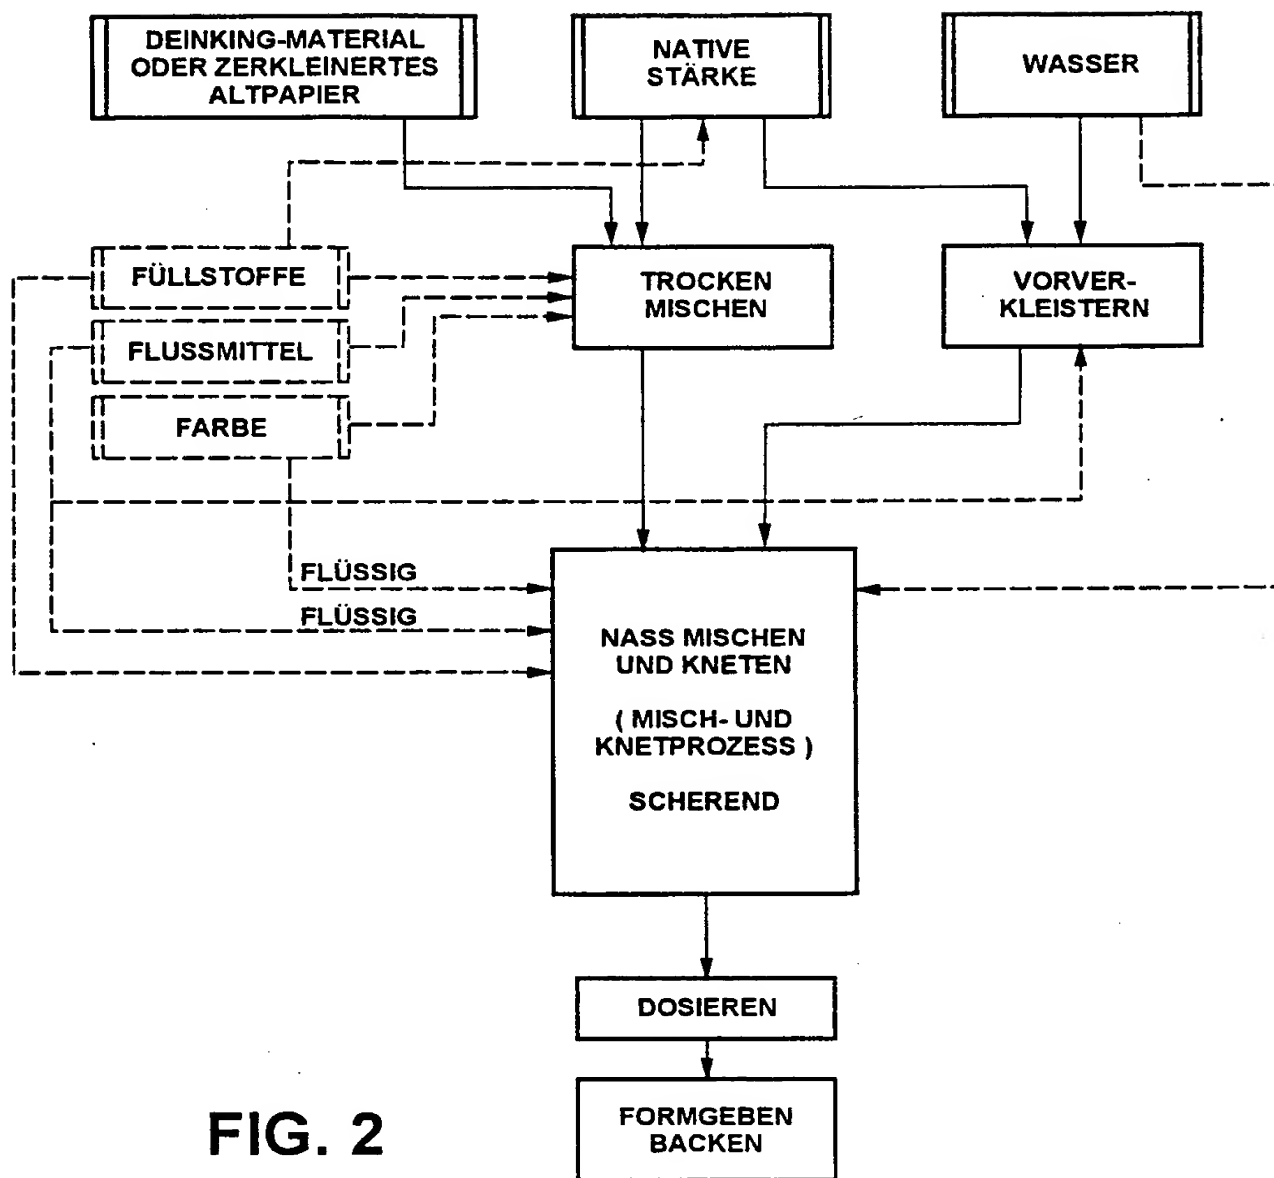 DEINKING-MATERIAL
ODER ZERKLEINERTES
ALTPAPIER
NATIVE
STÄRKE
WASSER
FÜLLSTOFFE
FLUSSMITTEL
FARBE
TROCKEN
MISCHEN
VORVER-
KLEISTERN
FLÜSSIG
FLÜSSIG
NASS MISCHEN
UND KNETEN
( MISCH- UND
KNETPROZESS )
SCHEREND
DOSIEREN
FORMGEBEN
BACKEN
FIG. 2